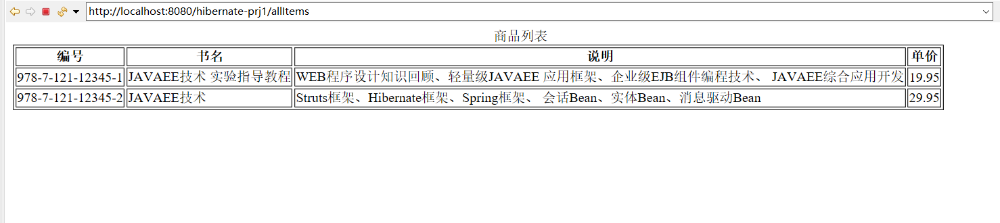 http://localhost:8080/hibernate-prj1/allItems
商品列表
编号 书名 说明 单价
978-7-121-12345-1 JAVAEE技术 实验指导教程 WEB程序设计知识回顾、轻量级JAVAEE 应用框架、企业级EJB组件编程技术、 JAVAEE综合应用开发 19.95
978-7-121-12345-2 JAVAEE技术 Struts框架、Hibernate框架、Spring框架、 会话Bean、实体Bean、消息驱动Bean 29.95